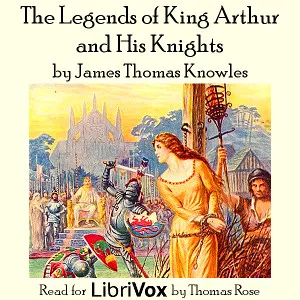 The Legends of King Arthur
and His Knights
by James Thomas Knowles
Read for LibriVox by Thomas Rose